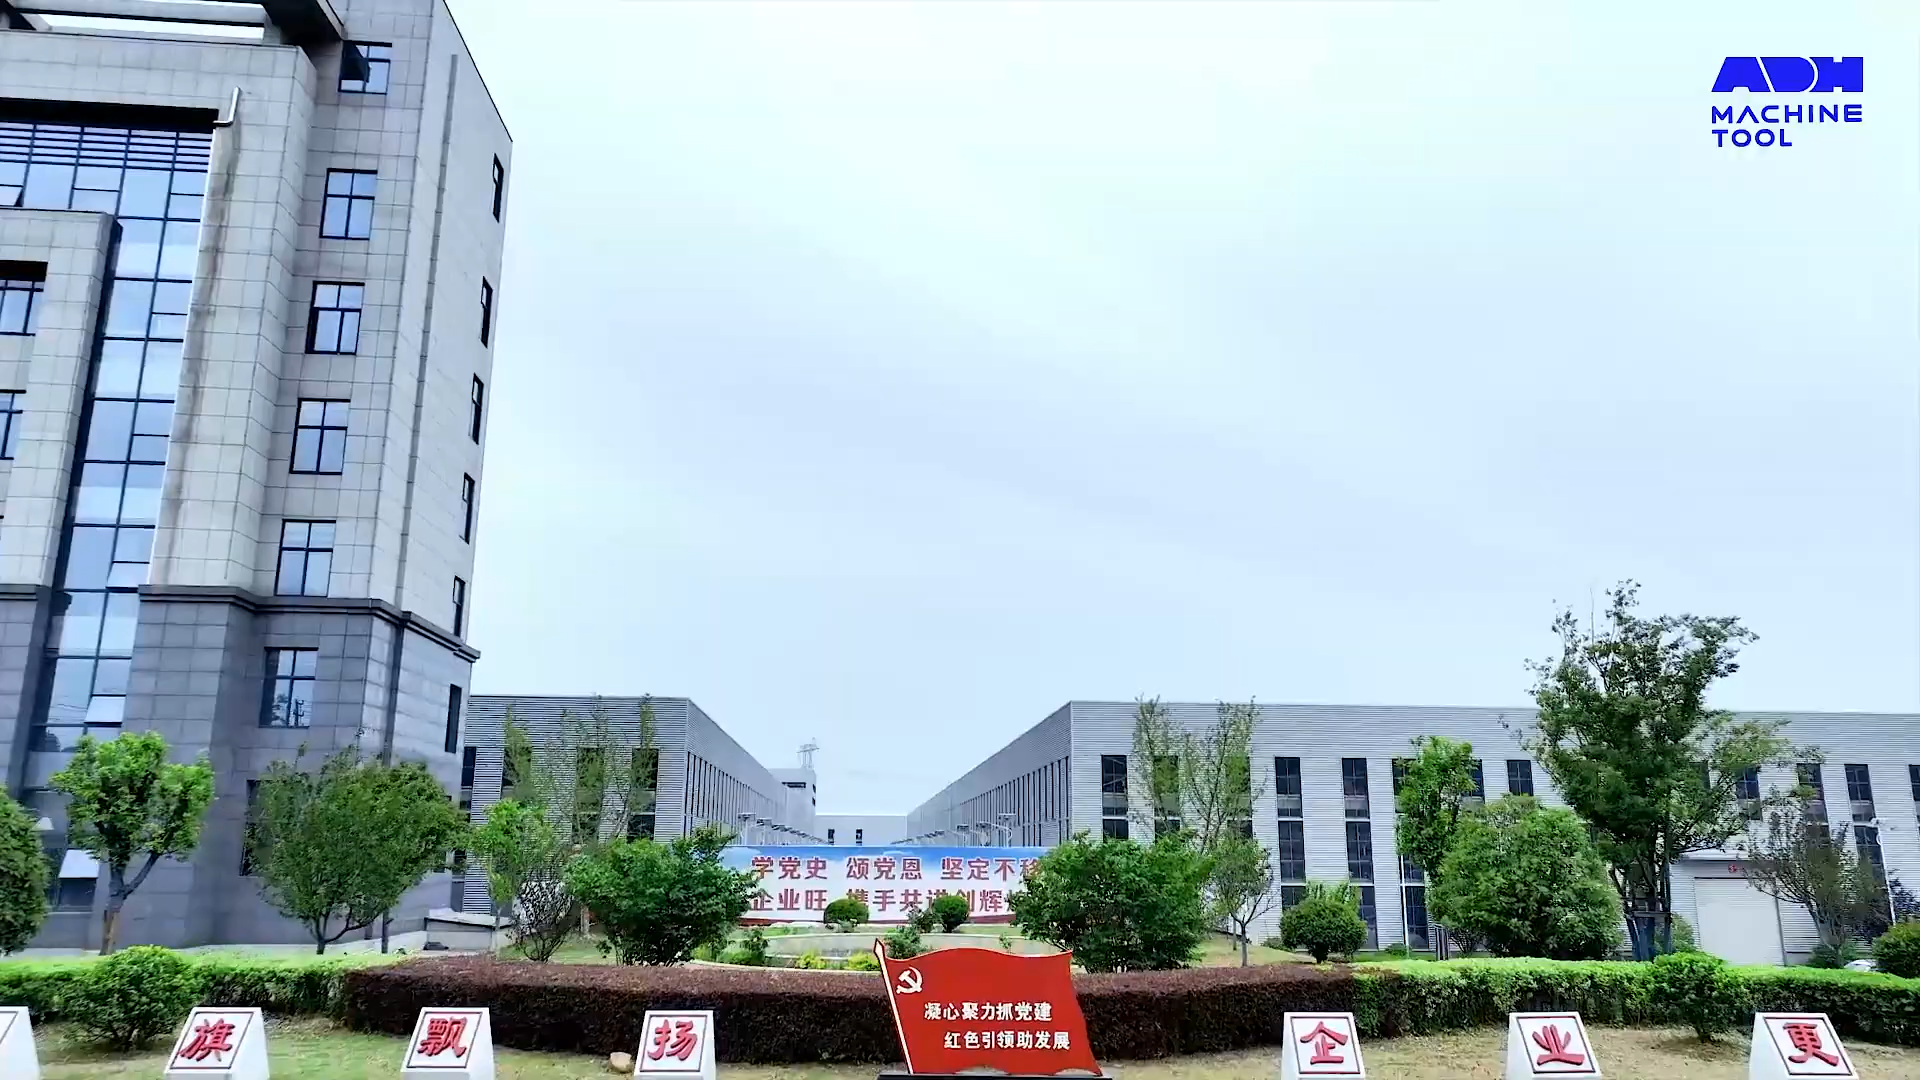 ADH
MACHINE
TOOL
学党史 颂党恩 坚定不移
企业旺 携手共进创辉
凝心聚力抓党建
红色引领助发展
旗 飘 扬 企 业 更